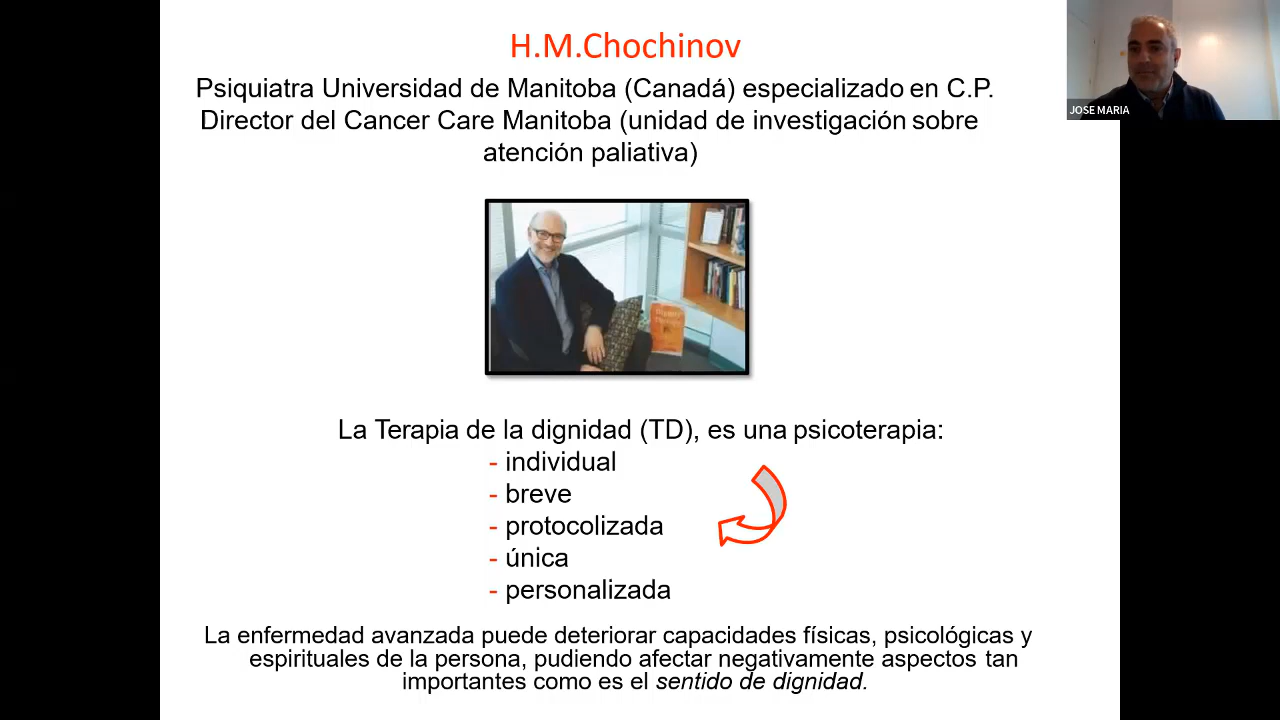 H.M.Chochinov
Psiquiatra Universidad de Manitoba (Canadá) especializado en C.P.
Director del Cancer Care Manitoba (unidad de investigación sobre
atención paliativa)
JOSE MARIA
La Terapia de la dignidad (TD), es una psicoterapia:
- individual
- breve
- protocolizada
- única
- personalizada
La enfermedad avanzada puede deteriorar capacidades físicas, psicológicas y
espirituales de la persona, pudiendo afectar negativamente aspectos tan
importantes como es el sentido de dignidad.